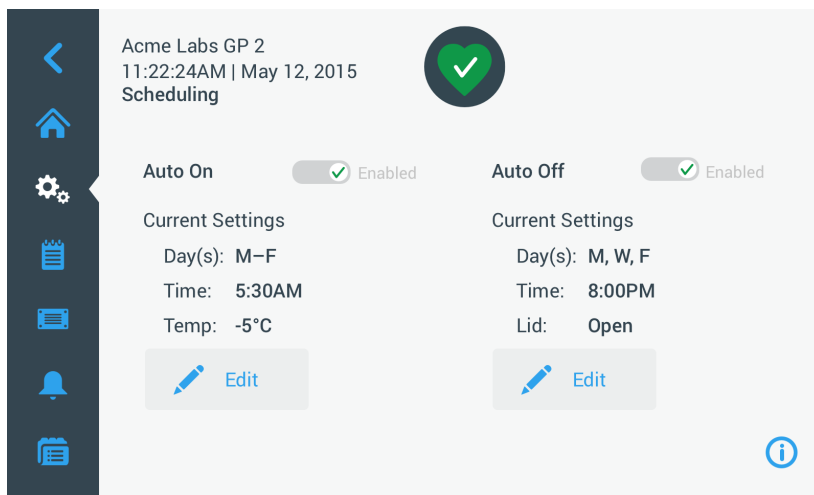 Acme Labs GP 2
11:22:24AM | May 12, 2015
Scheduling
Auto On
Enabled
Current Settings
Day(s): M–F
Time: 5:30AM
Temp: -5°C
Edit
Auto Off
Enabled
Current Settings
Day(s): M, W, F
Time: 8:00PM
Lid: Open
Edit